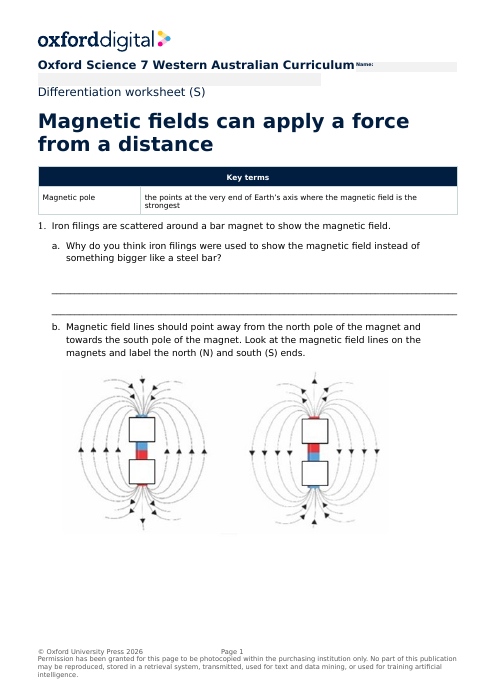 oxforddigital
Oxford Science 7 Western Australian Curriculum Name:
Differentiation worksheet (S)
Magnetic fields can apply a force
from a distance
Key terms
Magnetic pole
the points at the very end of Earth's axis where the magnetic field is the
strongest
1. Iron filings are scattered around a bar magnet to show the magnetic field.
a. Why do you think iron filings were used to show the magnetic field instead of
something bigger like a steel bar?
b. Magnetic field lines should point away from the north pole of the magnet and
towards the south pole of the magnet. Look at the magnetic field lines on the
magnets and label the north (N) and south (S) ends.
© Oxford University Press 2026 Page 1
Permission has been granted for this page to be photocopied within the purchasing institution only. No part of this publication
may be reproduced, stored in a retrieval system, transmitted, used for text and data mining, or used for training artificial
intelligence.